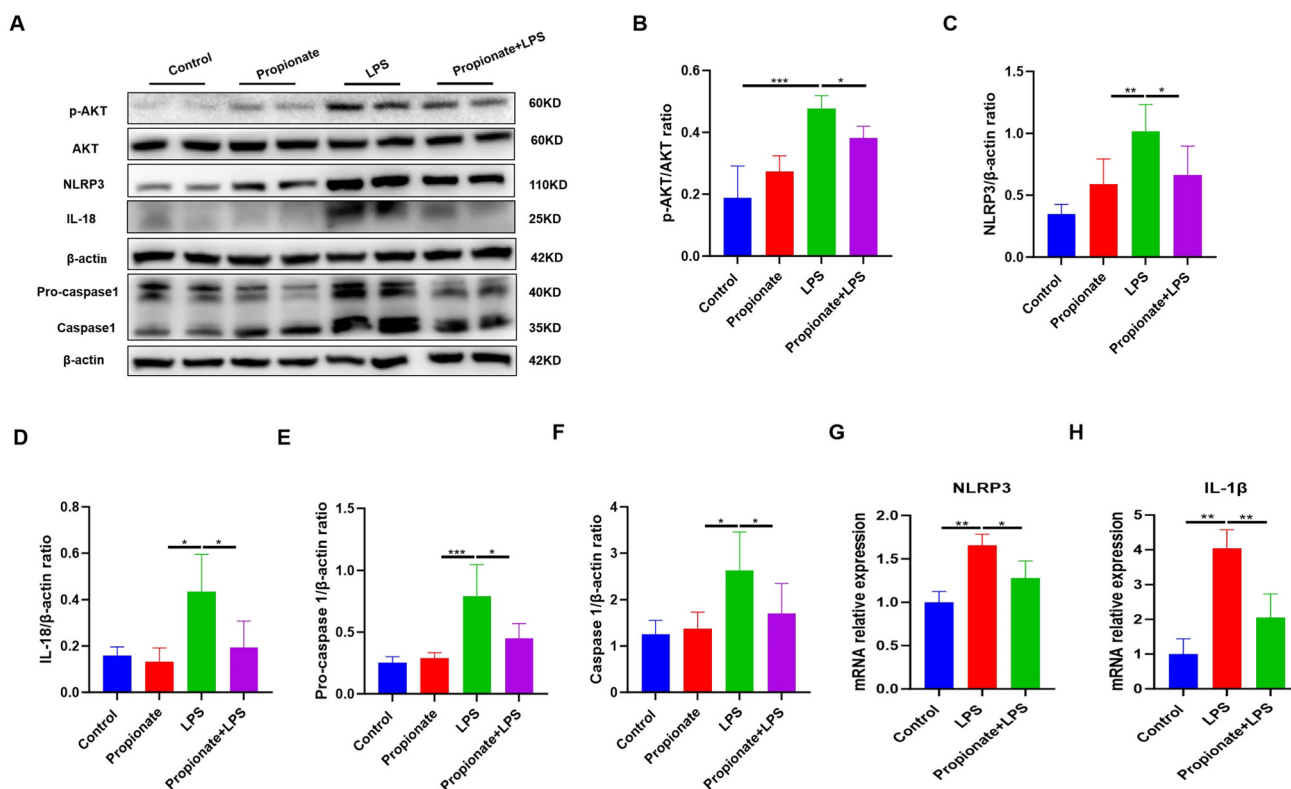 A
Control Propionate LPS Propionate+LPS
p-AKT 60KD
AKT 60KD
NLRP3 110KD
IL-18 25KD
β-actin 42KD
Pro-caspase1 40KD
Caspase1 35KD
β-actin 42KD
B
p-AKT/AKT ratio
0.6
0.4
0.2
0.0
*** *
Control Propionate LPS Propionate+LPS
C
NLRP3/β-actin ratio
1.5
1.0
0.5
0.0
** *
Control Propionate LPS Propionate+LPS
D
IL-18/β-actin ratio
0.8
0.6
0.4
0.2
0.0
* *
Control Propionate LPS Propionate+LPS
E
Pro-caspase 1/β-actin ratio
1.5
1.0
0.5
0.0
*** *
Control Propionate LPS Propionate+LPS
F
Caspase 1/β-actin ratio
4
3
2
1
0
* *
Control Propionate LPS Propionate+LPS
G
NLRP3
mRNA relative expression
2.0
1.5
1.0
0.5
0.0
** *
Control LPS Propionate+LPS
H
IL-1β
mRNA relative expression
5
4
3
2
1
0
** **
Control LPS Propionate+LPS